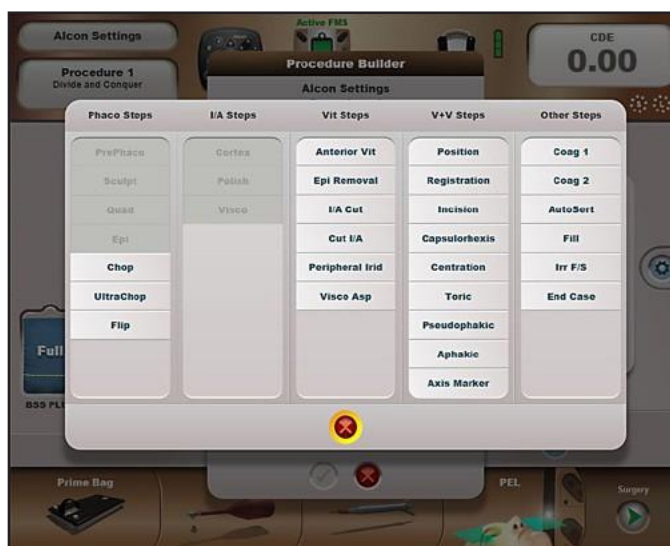 Alcon Settings
Active FMS
CDE
0.00
Procedure 1
Divide and Conquer
Procedure Builder
Alcon Settings
Phaco Steps
PrePhaco
Sculpt
Quad
Epi
Chop
UltraChop
Flip
I/A Steps
Cortex
Polish
Visco
Vit Steps
Anterior Vit
Epi Removal
I/A Cut
Cut I/A
Peripheral Irid
Visco Asp
V+V Steps
Position
Registration
Incision
Capsulorhexis
Centration
Toric
Pseudophakic
Aphakic
Axis Marker
Other Steps
Coag 1
Coag 2
AutoSert
Fill
Irr F/S
End Case
Full
BSS PL
Prime Bag
PEL
Surgery